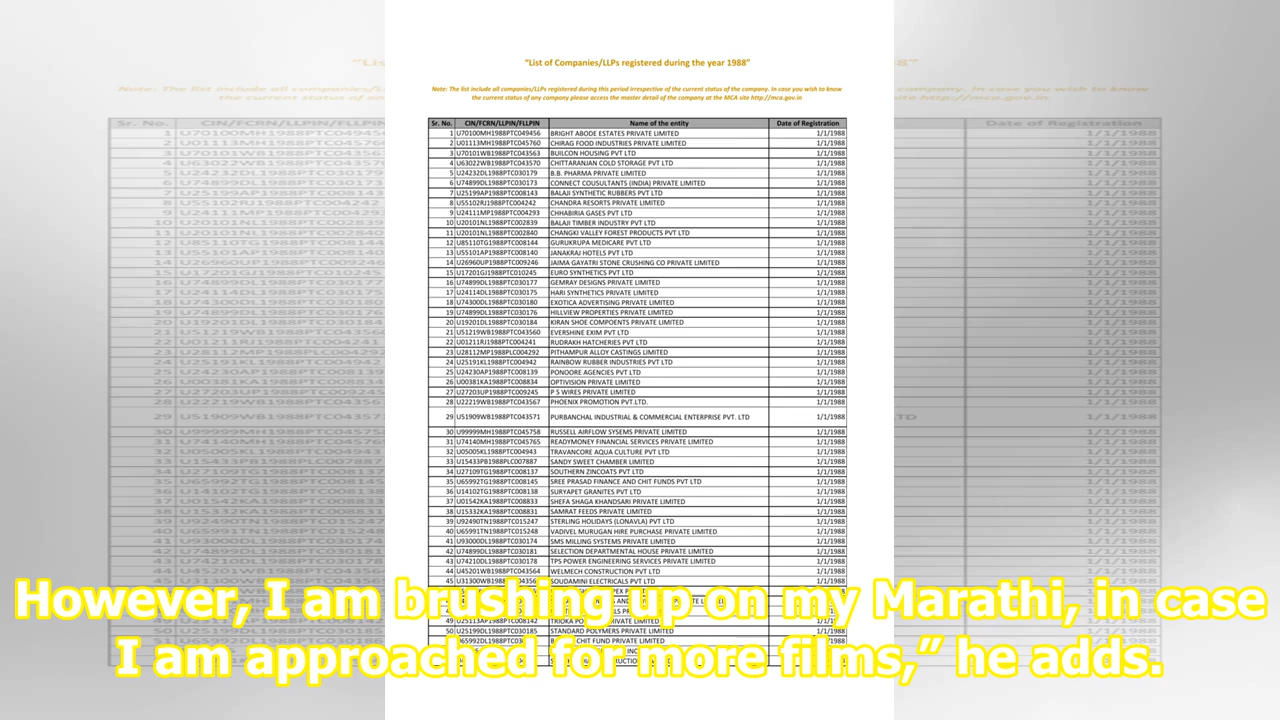 “List of Companies/LLPs registered during the year 1988”
Note: The list include all companies/LLPs registered during this period irrespective of the current status of the company. In case you wish to know
the current status of any company please access the master detail of the company at the MCA site http://mca.gov.in
Sr. No. CIN/FCRN/LLPIN/FLLPIN Name of the entity Date of Registration
1 U70100MH1988PTC049456 BRIGHT ABODE ESTATES PRIVATE LIMITED 1/1/1988
2 U01113MH1988PTC045760 CHIRAG FOOD INDUSTRIES PRIVATE LIMITED 1/1/1988
3 U70101WB1988PTC043563 BUILCON HOUSING PVT LTD 1/1/1988
4 U63022WB1988PTC043570 CHITTARANJAN COLD STORAGE PVT LTD 1/1/1988
5 U24232DL1988PTC030179 B.B. PHARMA PRIVATE LIMITED 1/1/1988
6 U74899DL1988PTC030173 CONNECT COUSULTANTS (INDIA) PRIVATE LIMITED 1/1/1988
7 U25199AP1988PTC008143 BALAJI SYNTHETIC RUBBERS PVT LTD 1/1/1988
8 U55102RJ1988PTC004242 CHANDRA RESORTS PRIVATE LIMITED 1/1/1988
9 U24111MP1988PTC004293 CHHABIRIA GASES PVT LTD 1/1/1988
10 U20101NL1988PTC002839 BALAJI TIMBER INDUSTRY PVT LTD 1/1/1988
11 U20101NL1988PTC002840 CHANGKI VALLEY FOREST PRODUCTS PVT LTD 1/1/1988
12 U85110TG1988PTC008144 GURUKRUPA MEDICARE PVT LTD 1/1/1988
13 U55101AP1988PTC008140 JANAKRAJ HOTELS PVT LTD 1/1/1988
14 U26960UP1988PTC009246 JAIMA GAYATRI STONE CRUSHING CO PRIVATE LIMITED 1/1/1988
15 U17201GJ1988PTC010245 EURO SYNTHETICS PVT LTD 1/1/1988
16 U74899DL1988PTC030177 GEMRAY DESIGNS PRIVATE LIMITED 1/1/1988
17 U24114DL1988PTC030175 HARI SYNTHETICS PRIVATE LIMITED 1/1/1988
18 U74300DL1988PTC030180 EXOTICA ADVERTISING PRIVATE LIMITED 1/1/1988
19 U74899DL1988PTC030176 HILLVIEW PROPERTIES PRIVATE LIMITED 1/1/1988
20 U19201DL1988PTC030184 KIRAN SHOE COMPOENTS PRIVATE LIMITED 1/1/1988
21 U51219WB1988PTC043560 EVERSHINE EXIM PVT LTD 1/1/1988
22 U01211RJ1988PTC004241 RUDRAKH HATCHERIES PVT LTD 1/1/1988
23 U28112MP1988PLC004292 PITHAMPUR ALLOY CASTINGS LIMITED 1/1/1988
24 U25191KL1988PTC004942 RAINBOW RUBBER INDUSTRIES PVT LTD 1/1/1988
25 U24230AP1988PTC008139 PONOORE AGENCIES PVT LTD 1/1/1988
26 U00381KA1988PTC008834 OPTIVISION PRIVATE LIMITED 1/1/1988
27 U27203UP1988PTC009245 P S WIRES PRIVATE LIMITED 1/1/1988
28 U22219WB1988PTC043567 PHOENIX PROMOTION PVT.LTD. 1/1/1988
29 U51909WB1988PTC043571 PURBANCHAL INDUSTRIAL & COMMERCIAL ENTERPRISE PVT. LTD 1/1/1988
30 U99999MH1988PTC045758 RUSSELL AIRFLOW SYSEMS PRIVATE LIMITED 1/1/1988
31 U74140MH1988PTC045765 READYMONEY FINANCIAL SERVICES PRIVATE LIMITED 1/1/1988
32 U05005KL1988PTC004943 TRAVANCORE AQUA CULTURE PVT LTD 1/1/1988
33 U15433PB1988PLC007887 SANDY SWEET CHAMBER LIMITED 1/1/1988
34 U27109TG1988PTC008137 SOUTHERN ZINCOATS PVT LTD 1/1/1988
35 U65992TG1988PTC008145 SREE PRASAD FINANCE AND CHIT FUNDS PVT LTD 1/1/1988
36 U14102TG1988PTC008138 SURYAPET GRANITES PVT LTD 1/1/1988
37 U01542KA1988PTC008833 SHEFA SHAGA KHANDSARI PRIVATE LIMITED 1/1/1988
38 U15332KA1988PTC008831 SAMRAT FEEDS PRIVATE LIMITED 1/1/1988
39 U92490TN1988PTC015247 STERLING HOLIDAYS (LONAVLA) PVT LTD 1/1/1988
40 U65991TN1988PTC015248 VADIVEL MURUGAN HIRE PURCHASE PRIVATE LIMITED 1/1/1988
41 U93000DL1988PTC030174 SMS MILLING SYSTEMS PRIVATE LIMITED 1/1/1988
42 U74899DL1988PTC030181 SELECTION DEPARTMENTAL HOUSE PRIVATE LIMITED 1/1/1988
43 U74210DL1988PTC030178 TPS POWER ENGINEERING SERVICES PRIVATE LIMITED 1/1/1988
44 U45201WB1988PTC043564 WELMECH CONSTRUCTION PVT LTD 1/1/1988
45 SOUDAMINI ELECTRICALS PVT LTD 1/1/1988
49 U25113AP1988PTC008142 PRIVATE LIMITED 1/1/1988
50 U25199DL1988PTC030185 STANDARD POLYMERS PRIVATE LIMITED 1/1/1988
CHIT FUND PRIVATE LIMITED 1/1/1988
However, I am brushing up on my Marathi, in case
I am approached for more films,” he adds.